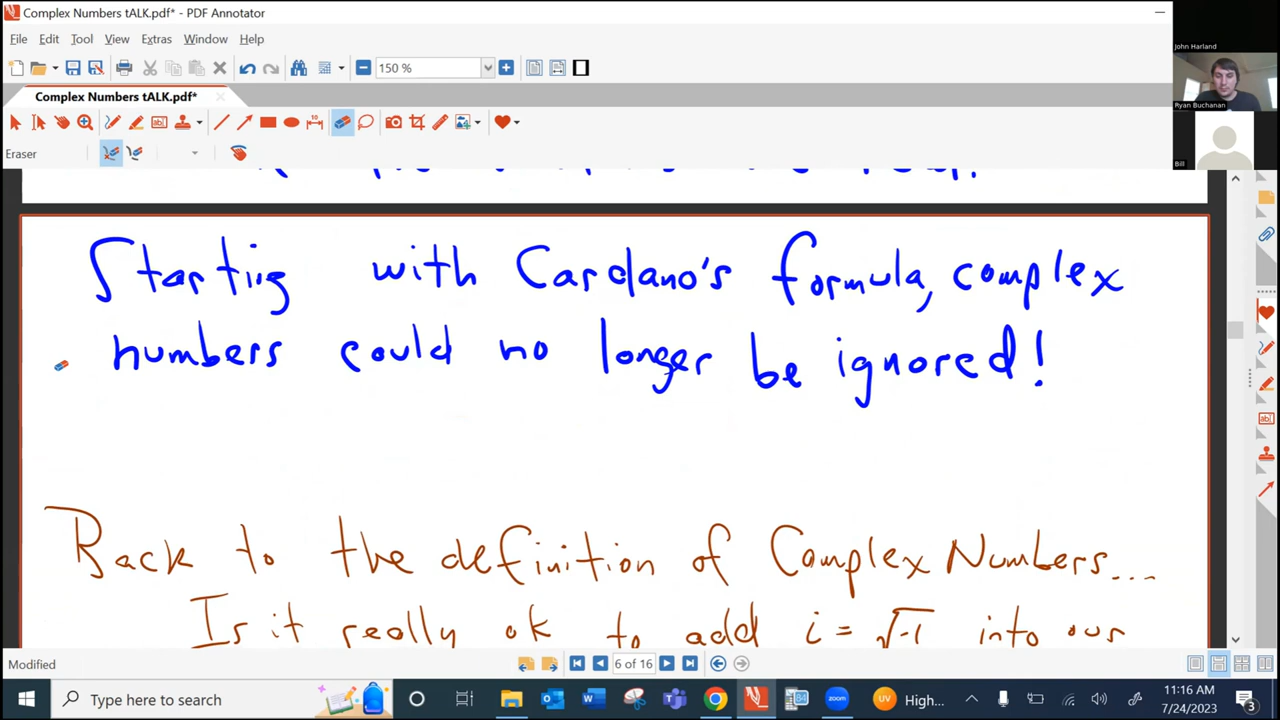 Complex Numbers tALK.pdf* - PDF Annotator
John Harland
File Edit Tool View Extras Window Help
150 %
Ryan Buchanan
Complex Numbers tALK.pdf*
Eraser
Bill
Starting with Cardano's formula, complex
numbers could no longer be ignored!
Back to the definition of Complex Numbers...
Is it really ok to add i = √-1 into our
Modified
6 of 16
Type here to search
UV
High...
11:16 AM
7/24/2023
3